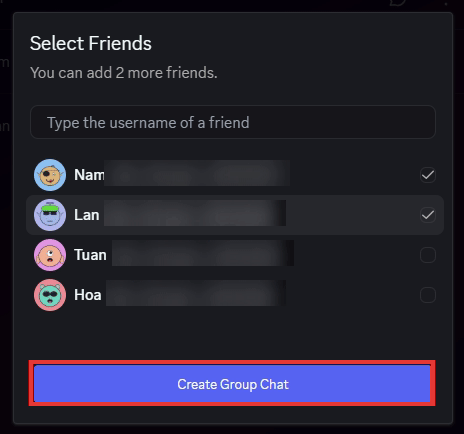 Select Friends
You can add 2 more friends.
Type the username of a friend
Nam
Lan
Tuan
Hoa
Create Group Chat